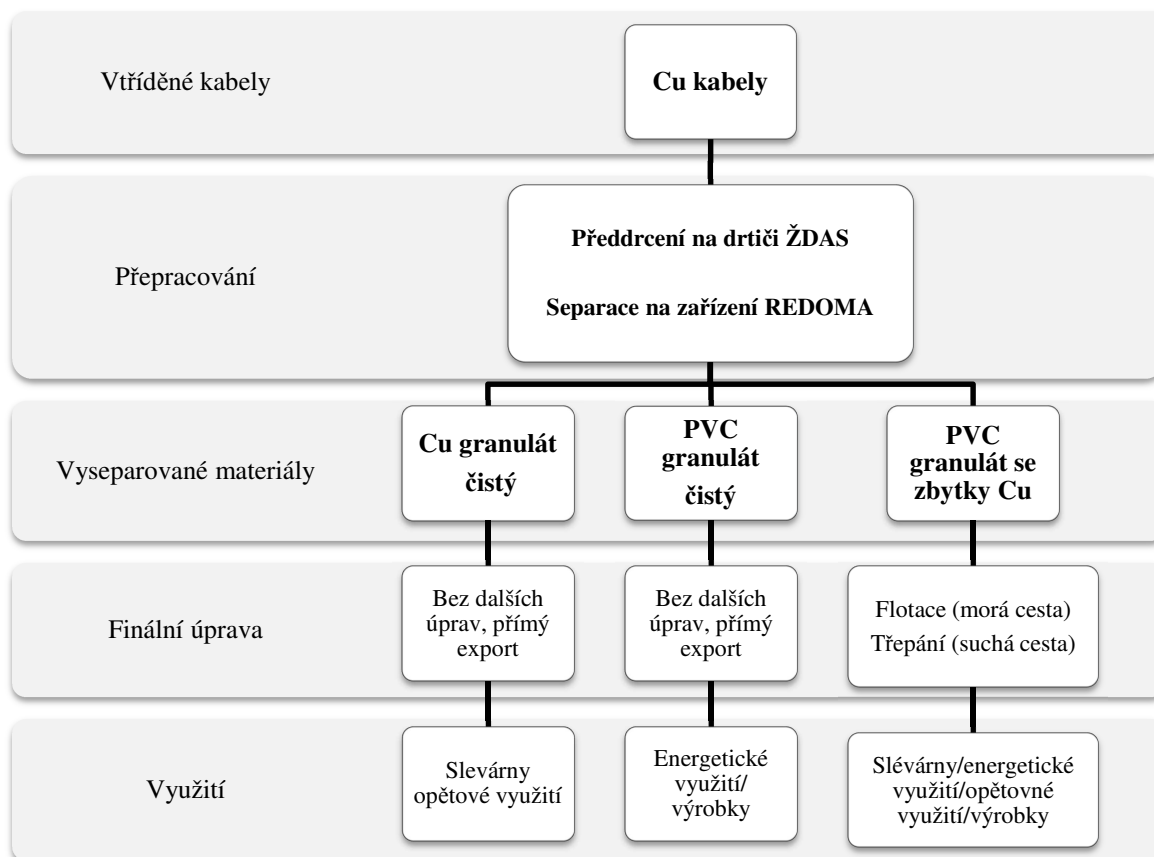 Vtříděné kabely
Cu kabely
Přepracování
Předdrcení na drtiči ŽDAS
Separace na zařízení REDOMA
Vyseparované materiály
Cu granulát
čistý
PVC
granulát
čistý
PVC
granulát se
zbytky Cu
Finální úprava
Bez dalších
úprav, přímý
export
Bez dalších
úprav, přímý
export
Flotace (morá cesta)
Třepání (suchá cesta)
Využití
Slevárny
opětové využití
Energetické
využití/
výrobky
Slévárny/energetické
využití/opětovné
využití/výrobky